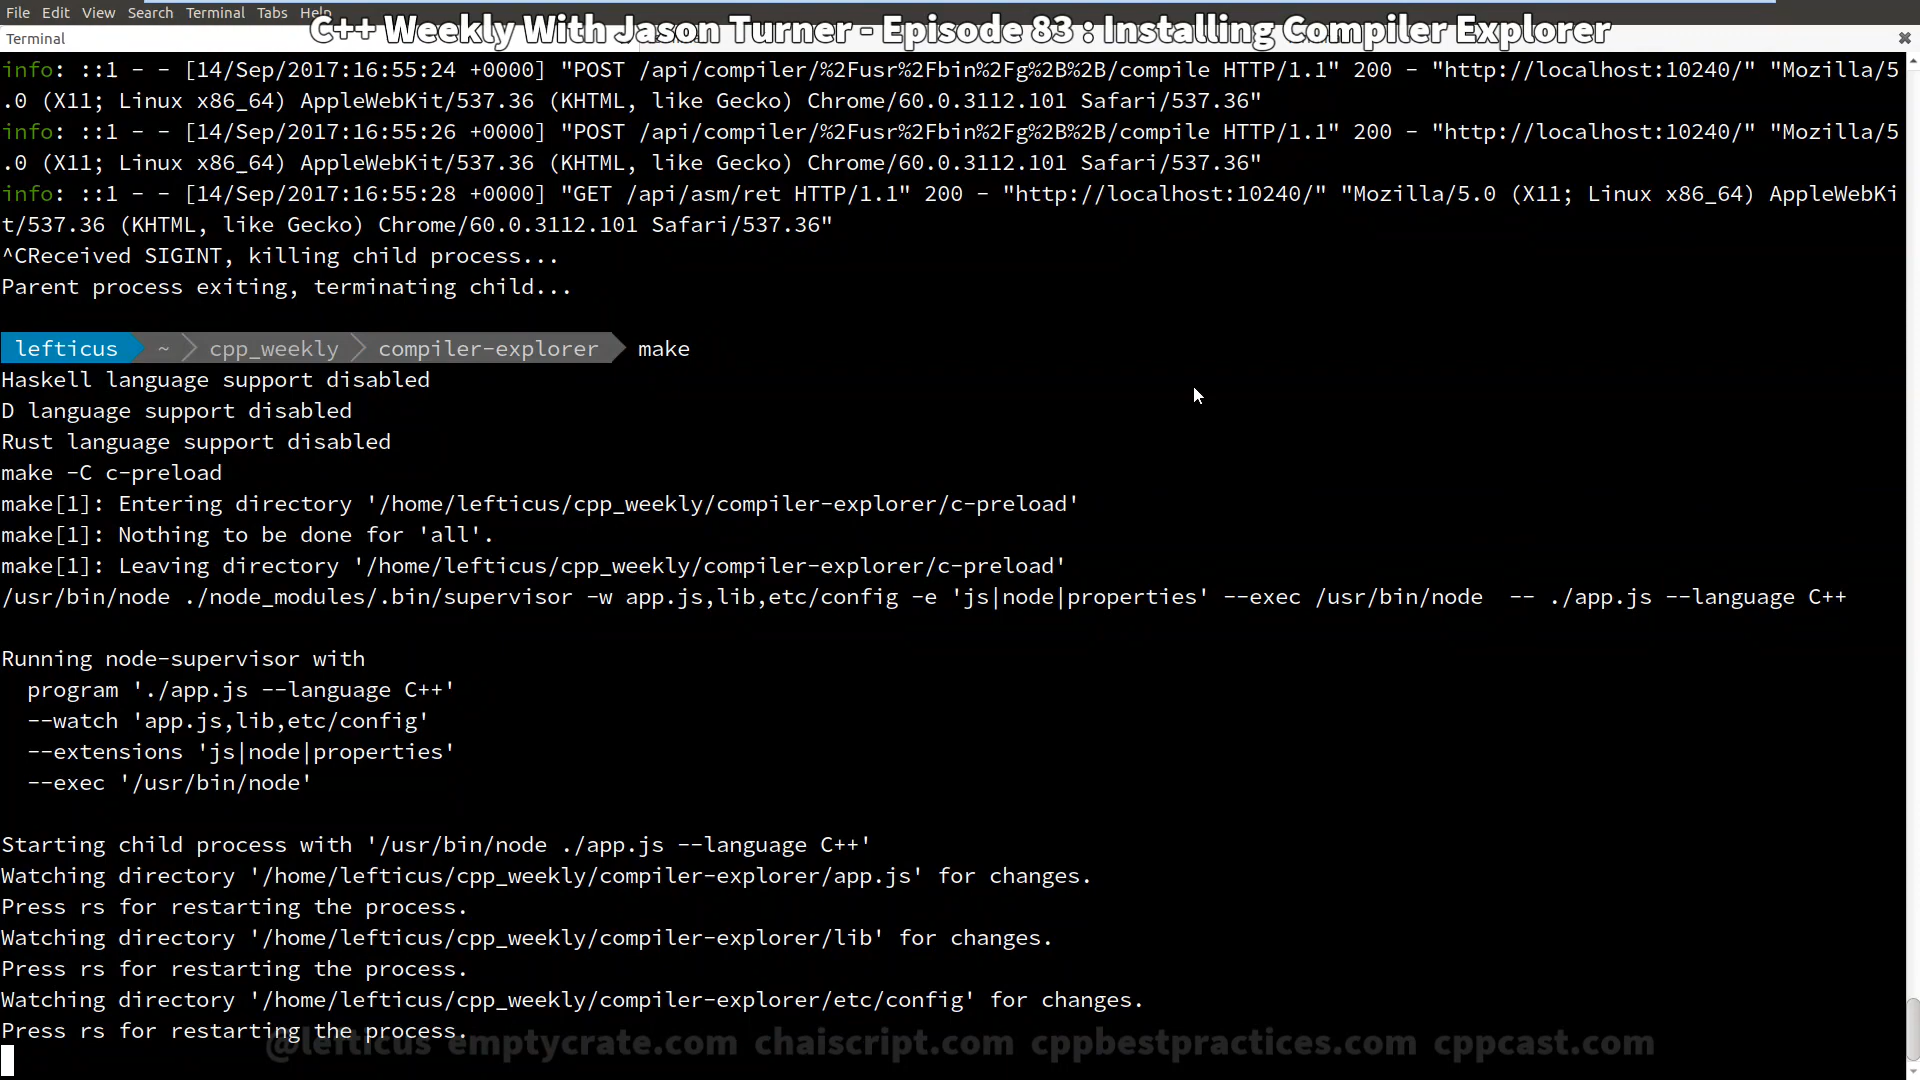 File Edit View Search Terminal Tabs Help
C++ Weekly With Jason Turner - Episode 83 : Installing Compiler Explorer
Terminal
info: ::1 - - [14/Sep/2017:16:55:24 +0000] "POST /api/compiler/%2Fusr%2Fbin%2Fg%2B%2B/compile HTTP/1.1" 200 - "http://localhost:10240/" "Mozilla/5
.0 (X11; Linux x86_64) AppleWebKit/537.36 (KHTML, like Gecko) Chrome/60.0.3112.101 Safari/537.36"
info: ::1 - - [14/Sep/2017:16:55:26 +0000] "POST /api/compiler/%2Fusr%2Fbin%2Fg%2B%2B/compile HTTP/1.1" 200 - "http://localhost:10240/" "Mozilla/5
.0 (X11; Linux x86_64) AppleWebKit/537.36 (KHTML, like Gecko) Chrome/60.0.3112.101 Safari/537.36"
info: ::1 - - [14/Sep/2017:16:55:28 +0000] "GET /api/asm/ret HTTP/1.1" 200 - "http://localhost:10240/" "Mozilla/5.0 (X11; Linux x86_64) AppleWebKi
t/537.36 (KHTML, like Gecko) Chrome/60.0.3112.101 Safari/537.36"
^CReceived SIGINT, killing child process...
Parent process exiting, terminating child...
lefticus ~ cpp_weekly compiler-explorer make
Haskell language support disabled
D language support disabled
Rust language support disabled
make -C c-preload
make[1]: Entering directory '/home/lefticus/cpp_weekly/compiler-explorer/c-preload'
make[1]: Nothing to be done for 'all'.
make[1]: Leaving directory '/home/lefticus/cpp_weekly/compiler-explorer/c-preload'
/usr/bin/node ./node_modules/.bin/supervisor -w app.js,lib,etc/config -e 'js|node|properties' --exec /usr/bin/node  -- ./app.js --language C++
Running node-supervisor with
program './app.js --language C++'
--watch 'app.js,lib,etc/config'
--extensions 'js|node|properties'
--exec '/usr/bin/node'
Starting child process with '/usr/bin/node ./app.js --language C++'
Watching directory '/home/lefticus/cpp_weekly/compiler-explorer/app.js' for changes.
Press rs for restarting the process.
Watching directory '/home/lefticus/cpp_weekly/compiler-explorer/lib' for changes.
Press rs for restarting the process.
Watching directory '/home/lefticus/cpp_weekly/compiler-explorer/etc/config' for changes.
Press rs for restarting the process.
@lefticus emptycrate.com chaiscript.com cppbestpractices.com cppcast.com